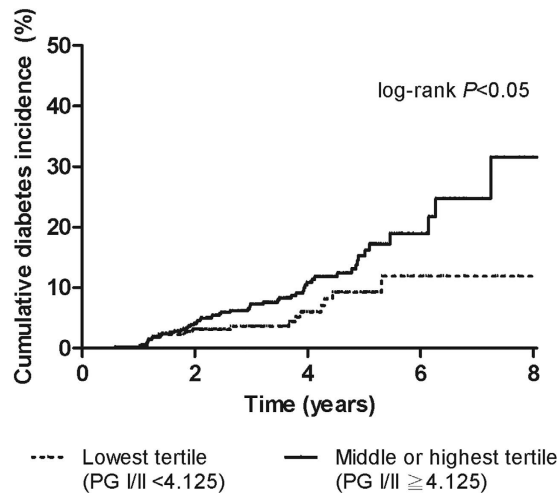 Cumulative diabetes incidence (%)
50
40
30
20
10
0
log-rank P<0.05
0 2 4 6 8
Time (years)
Lowest tertile
(PG I/II <4.125)
Middle or highest tertile
(PG I/II ≧ 4.125)